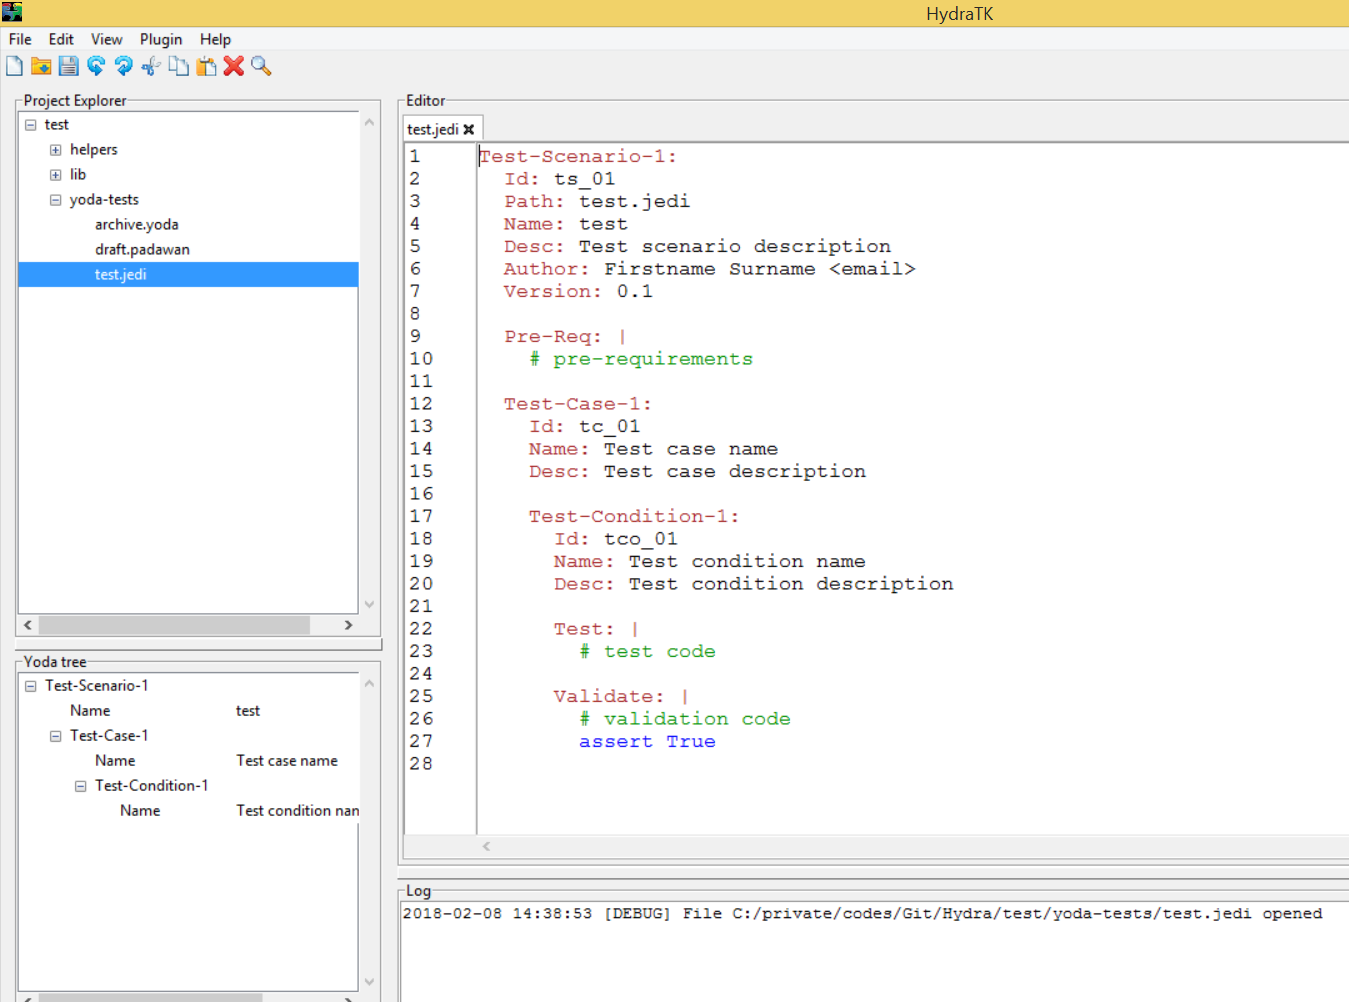 HydraTK
File Edit View Plugin Help
Project Explorer
test
helpers
lib
yoda-tests
archive.yoda
draft.padawan
test.jedi
Yoda tree
Test-Scenario-1
Name test
Test-Case-1
Name Test case name
Test-Condition-1
Name Test condition nan
Editor
test.jedi
1 Test-Scenario-1:
2 Id: ts_01
3 Path: test.jedi
4 Name: test
5 Desc: Test scenario description
6 Author: Firstname Surname <email>
7 Version: 0.1
8
9 Pre-Req: |
10 # pre-requirements
11
12 Test-Case-1:
13 Id: tc_01
14 Name: Test case name
15 Desc: Test case description
16
17 Test-Condition-1:
18 Id: tco_01
19 Name: Test condition name
20 Desc: Test condition description
21
22 Test: |
23 # test code
24
25 Validate: |
26 # validation code
27 assert True
28
Log
2018-02-08 14:38:53 [DEBUG] File C:/private/codes/Git/Hydra/test/yoda-tests/test.jedi opened